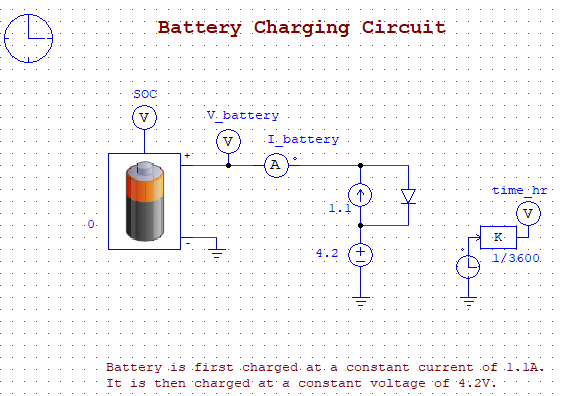 Battery Charging Circuit
SOC
V
V_battery
V
I_battery
A
+
-
0
1.1
4.2
time_hr
V
K
1/3600
Battery is first charged at a constant current of 1.1A.
It is then charged at a constant voltage of 4.2V.